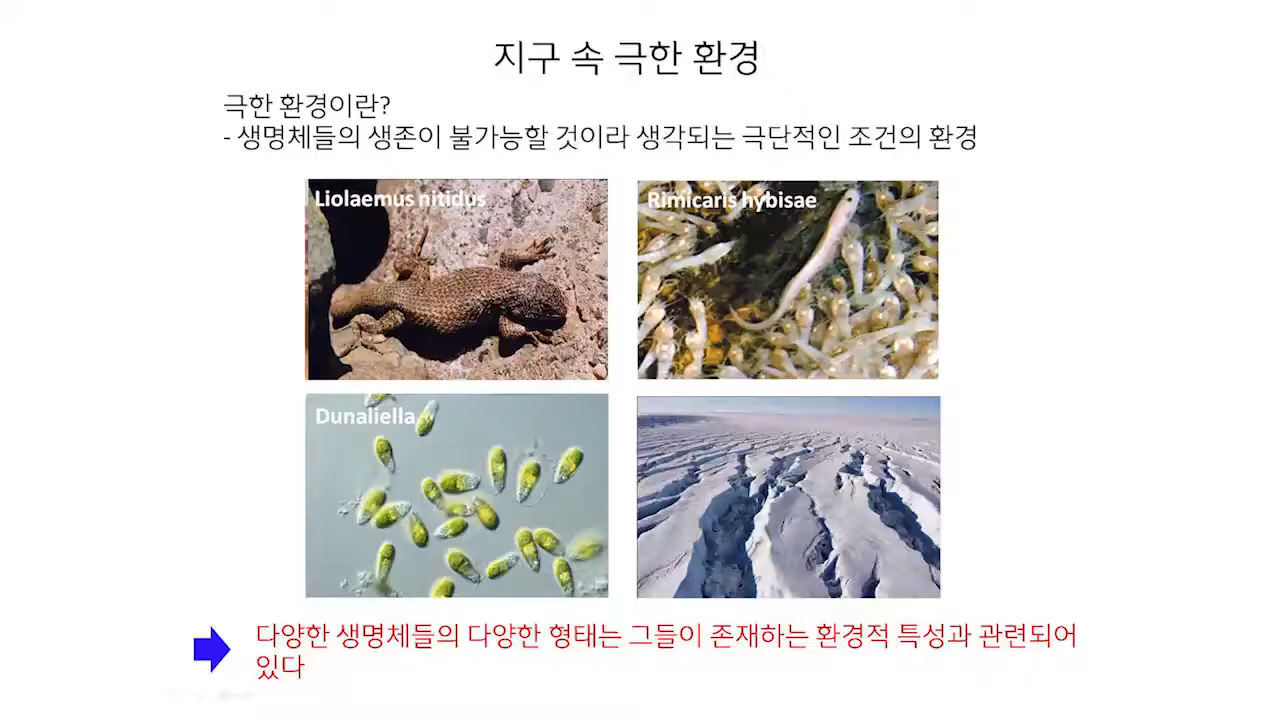 지구 속 극한 환경
극한 환경이란?
- 생명체들의 생존이 불가능할 것이라 생각되는 극단적인 조건의 환경
Liolaemus nitidus
Rimicaris hybisae
Dunaliella
다양한 생명체들의 다양한 형태는 그들이 존재하는 환경적 특성과 관련되어
있다